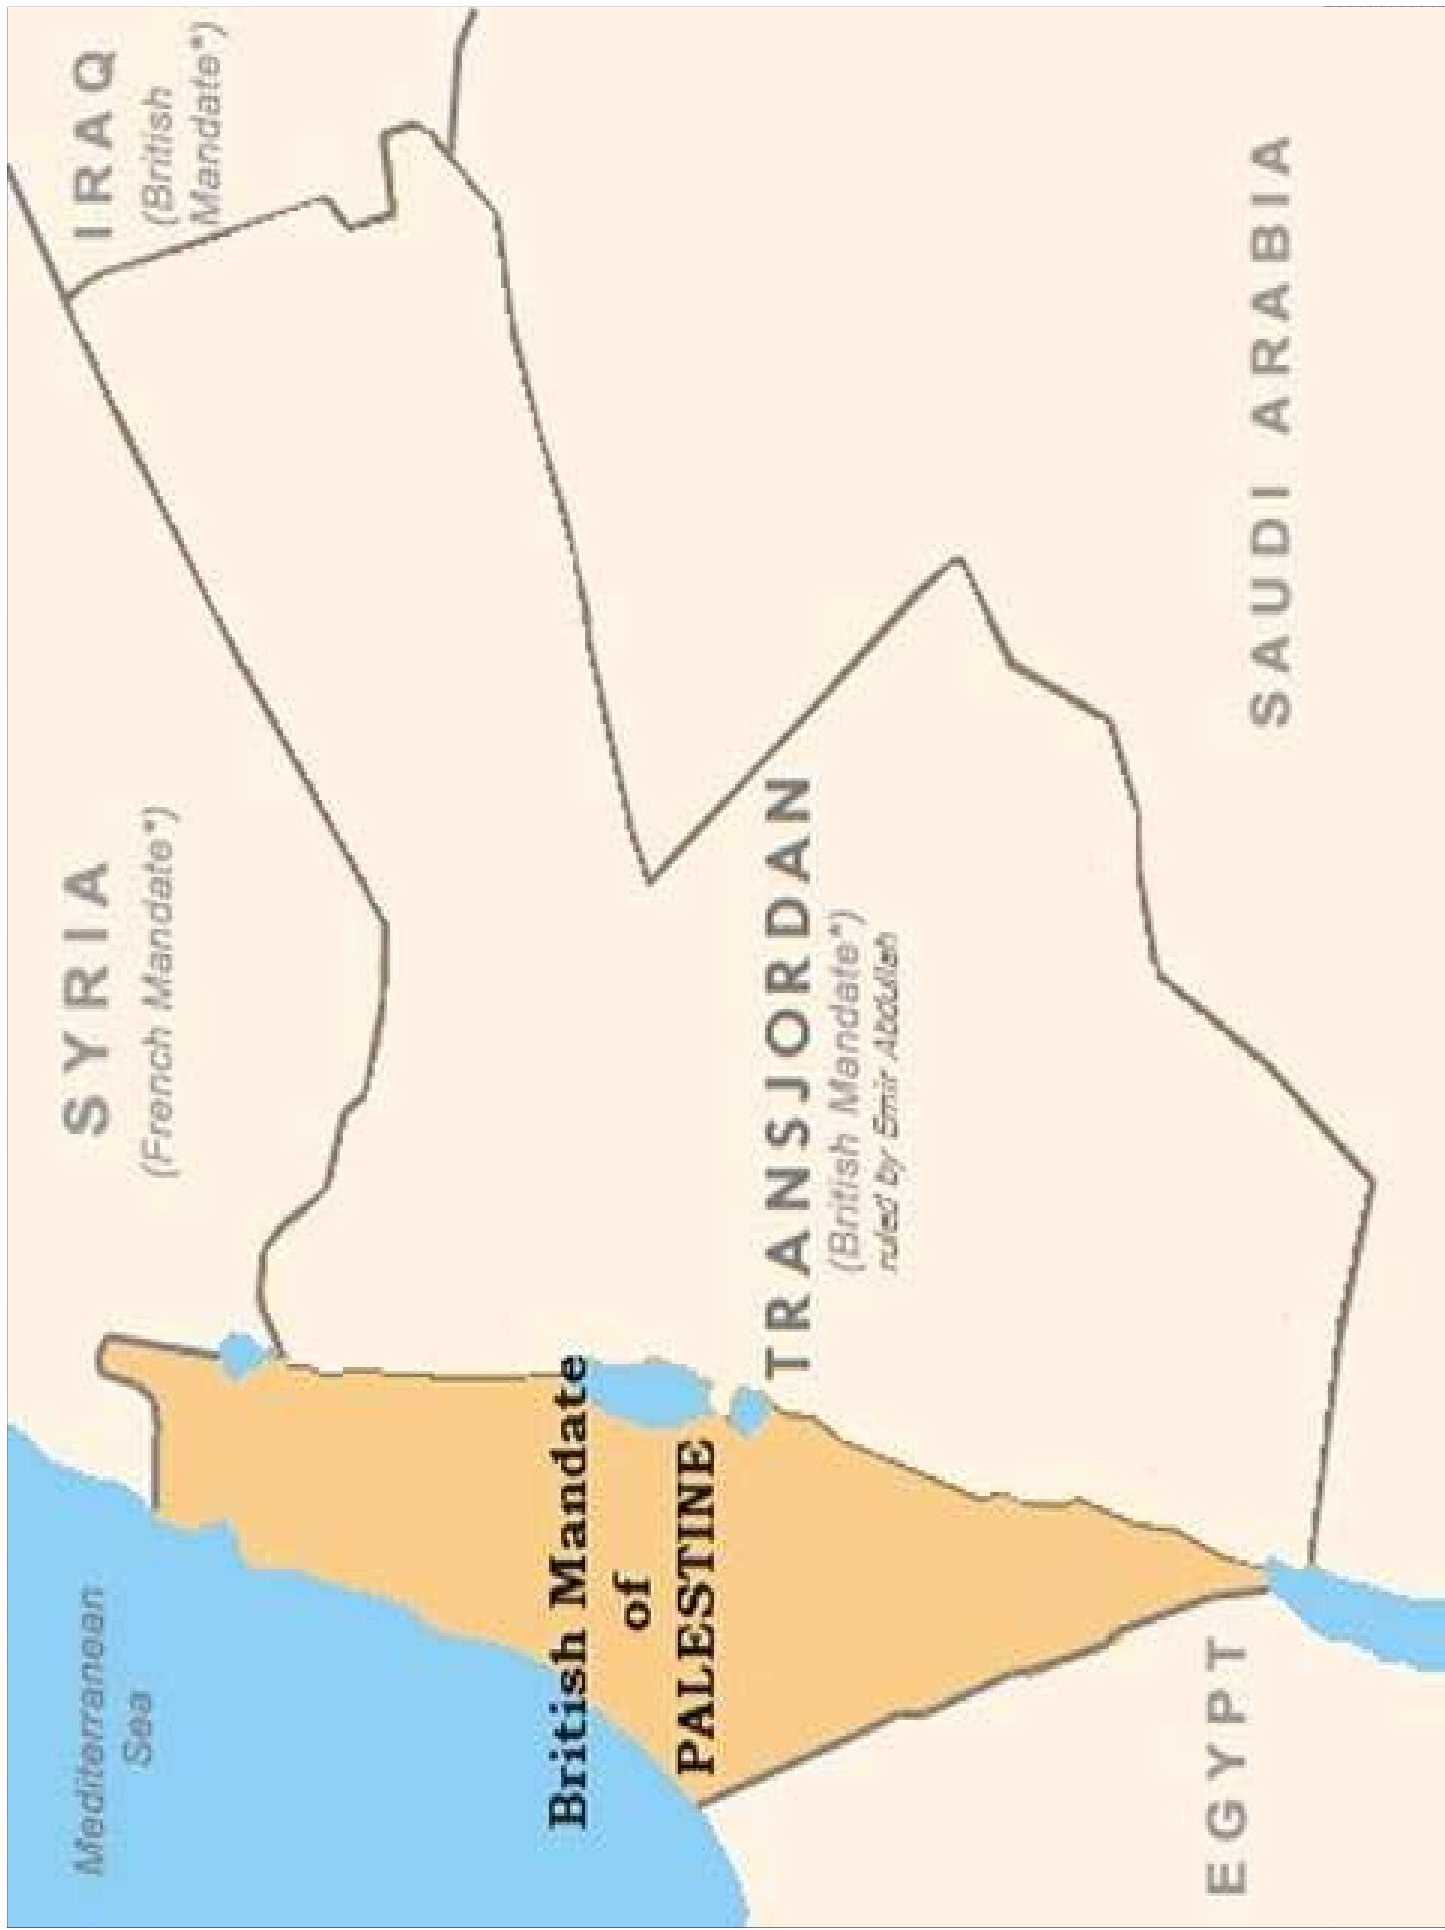 Mediterranean
Sea
SYRIA
(French Mandate*)
IRAQ
(British
Mandate*)
British Mandate
of
PALESTINE
TRANSJORDAN
(British Mandate*)
ruled by Emir Abdullah
EGYPT
SAUDI ARABIA